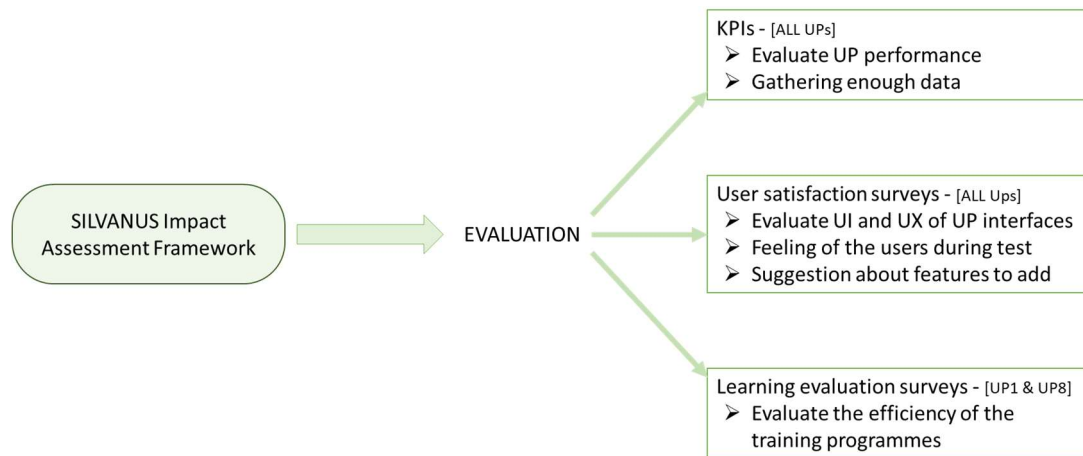 SILVANUS Impact
Assessment Framework
EVALUATION
KPIs - [ALL UPs]
➢ Evaluate UP performance
➢ Gathering enough data
User satisfaction surveys - [ALL Ups]
➢ Evaluate UI and UX of UP interfaces
➢ Feeling of the users during test
➢ Suggestion about features to add
Learning evaluation surveys - [UP1 & UP8]
➢ Evaluate the efficiency of the
training programmes